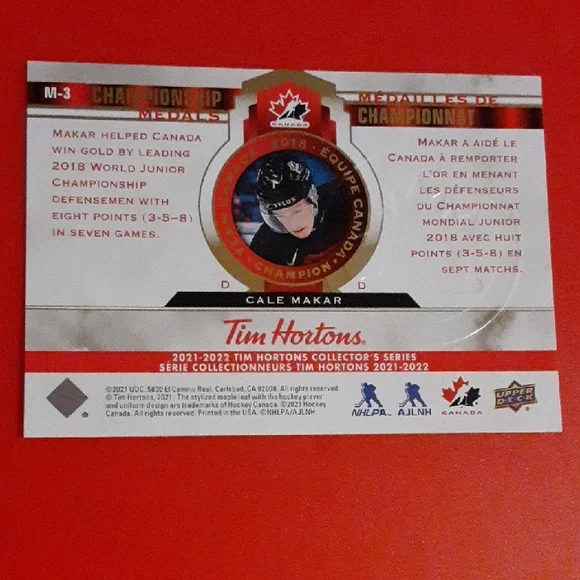 M-3
CHAMPIONSHIP
MEDALS
MAKAR HELPED CANADA
WIN GOLD BY LEADING
2018 WORLD JUNIOR
CHAMPIONSHIP
DEFENSEMEN WITH
EIGHT POINTS (3-5-8)
IN SEVEN GAMES.
CANADA
2018 · ÉQUIPE CANADA
· CHAMPION ·
TELUS
MÉDAILLES DE
CHAMPIONNAT
MAKAR A AIDÉ LE
CANADA À REMPORTER
L'OR EN MENANT
LES DÉFENSEURS
DU CHAMPIONNAT
MONDIAL JUNIOR
2018 AVEC HUIT
POINTS (3-5-8) EN
SEPT MATCHS.
D D
CALE MAKAR
Tim Hortons®
2021-2022 TIM HORTONS COLLECTOR'S SERIES
SÉRIE COLLECTIONNEURS TIM HORTONS 2021-2022
©2021 UDC. 5830 El Camino Real, Carlsbad, CA 92008. All rights reserved.
© Tim Hortons, 2021. The stylized maple leaf with the hockey player
and uniform design are trademarks of Hockey Canada. ©2021 Hockey
Canada. All rights reserved. Printed in the USA. ©NHLPA/AJLNH
NHLPA AJLNH
CANADA
UPPER
DECK